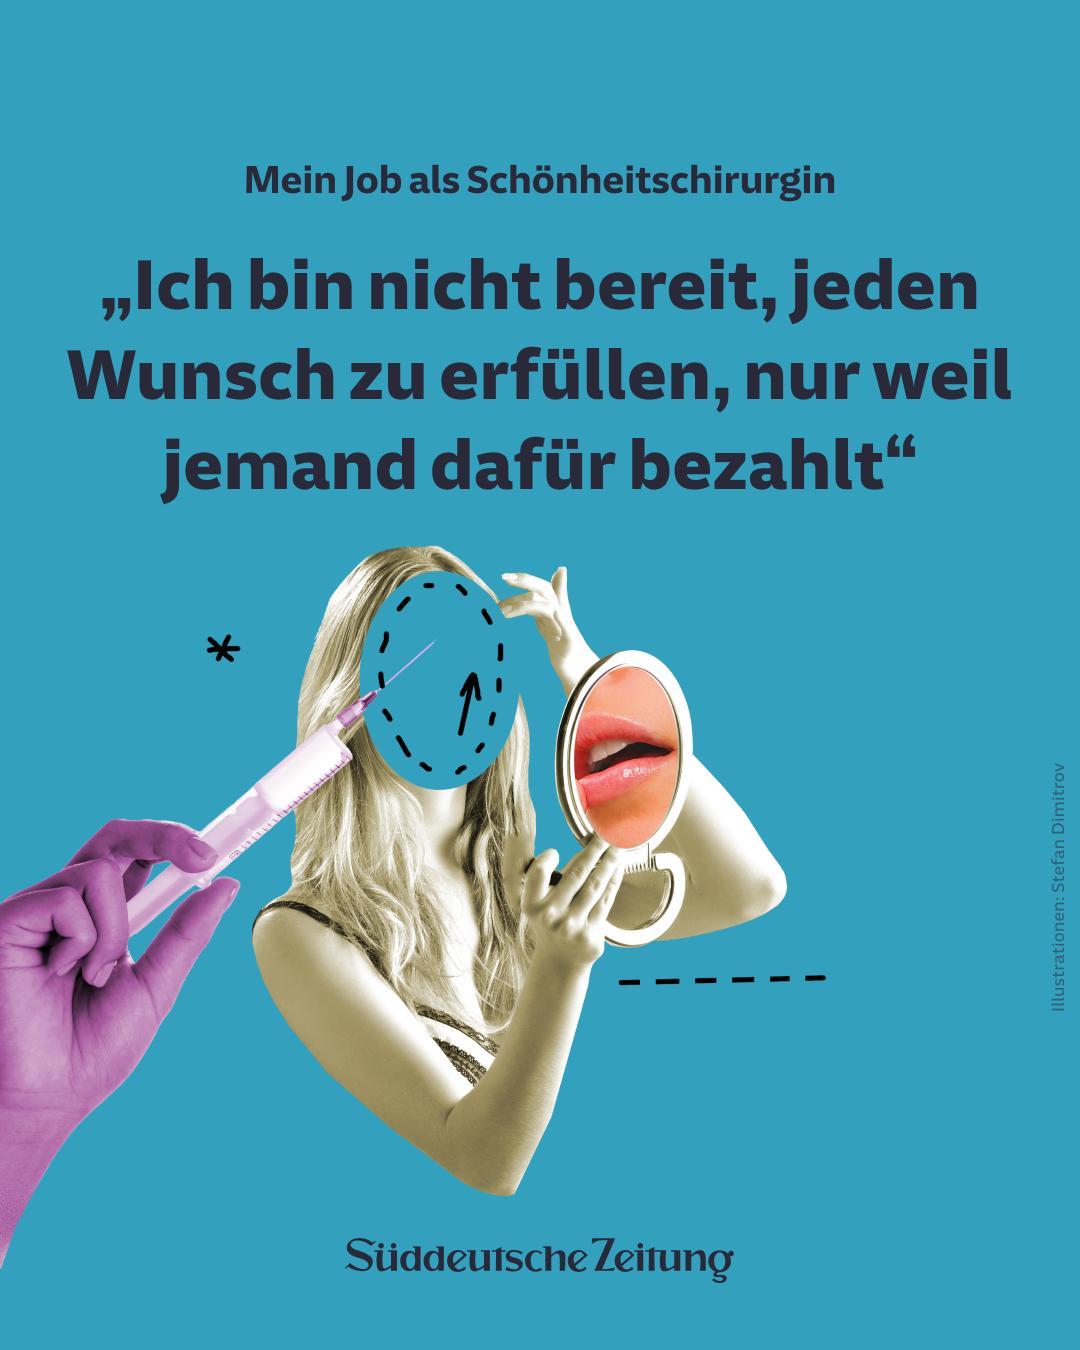 Mein Job als Schönheitschirurgin
„Ich bin nicht bereit, jeden
Wunsch zu erfüllen, nur weil
jemand dafür bezahlt“
Illustrationen: Stefan Dimitrov
Süddeutsche Zeitung